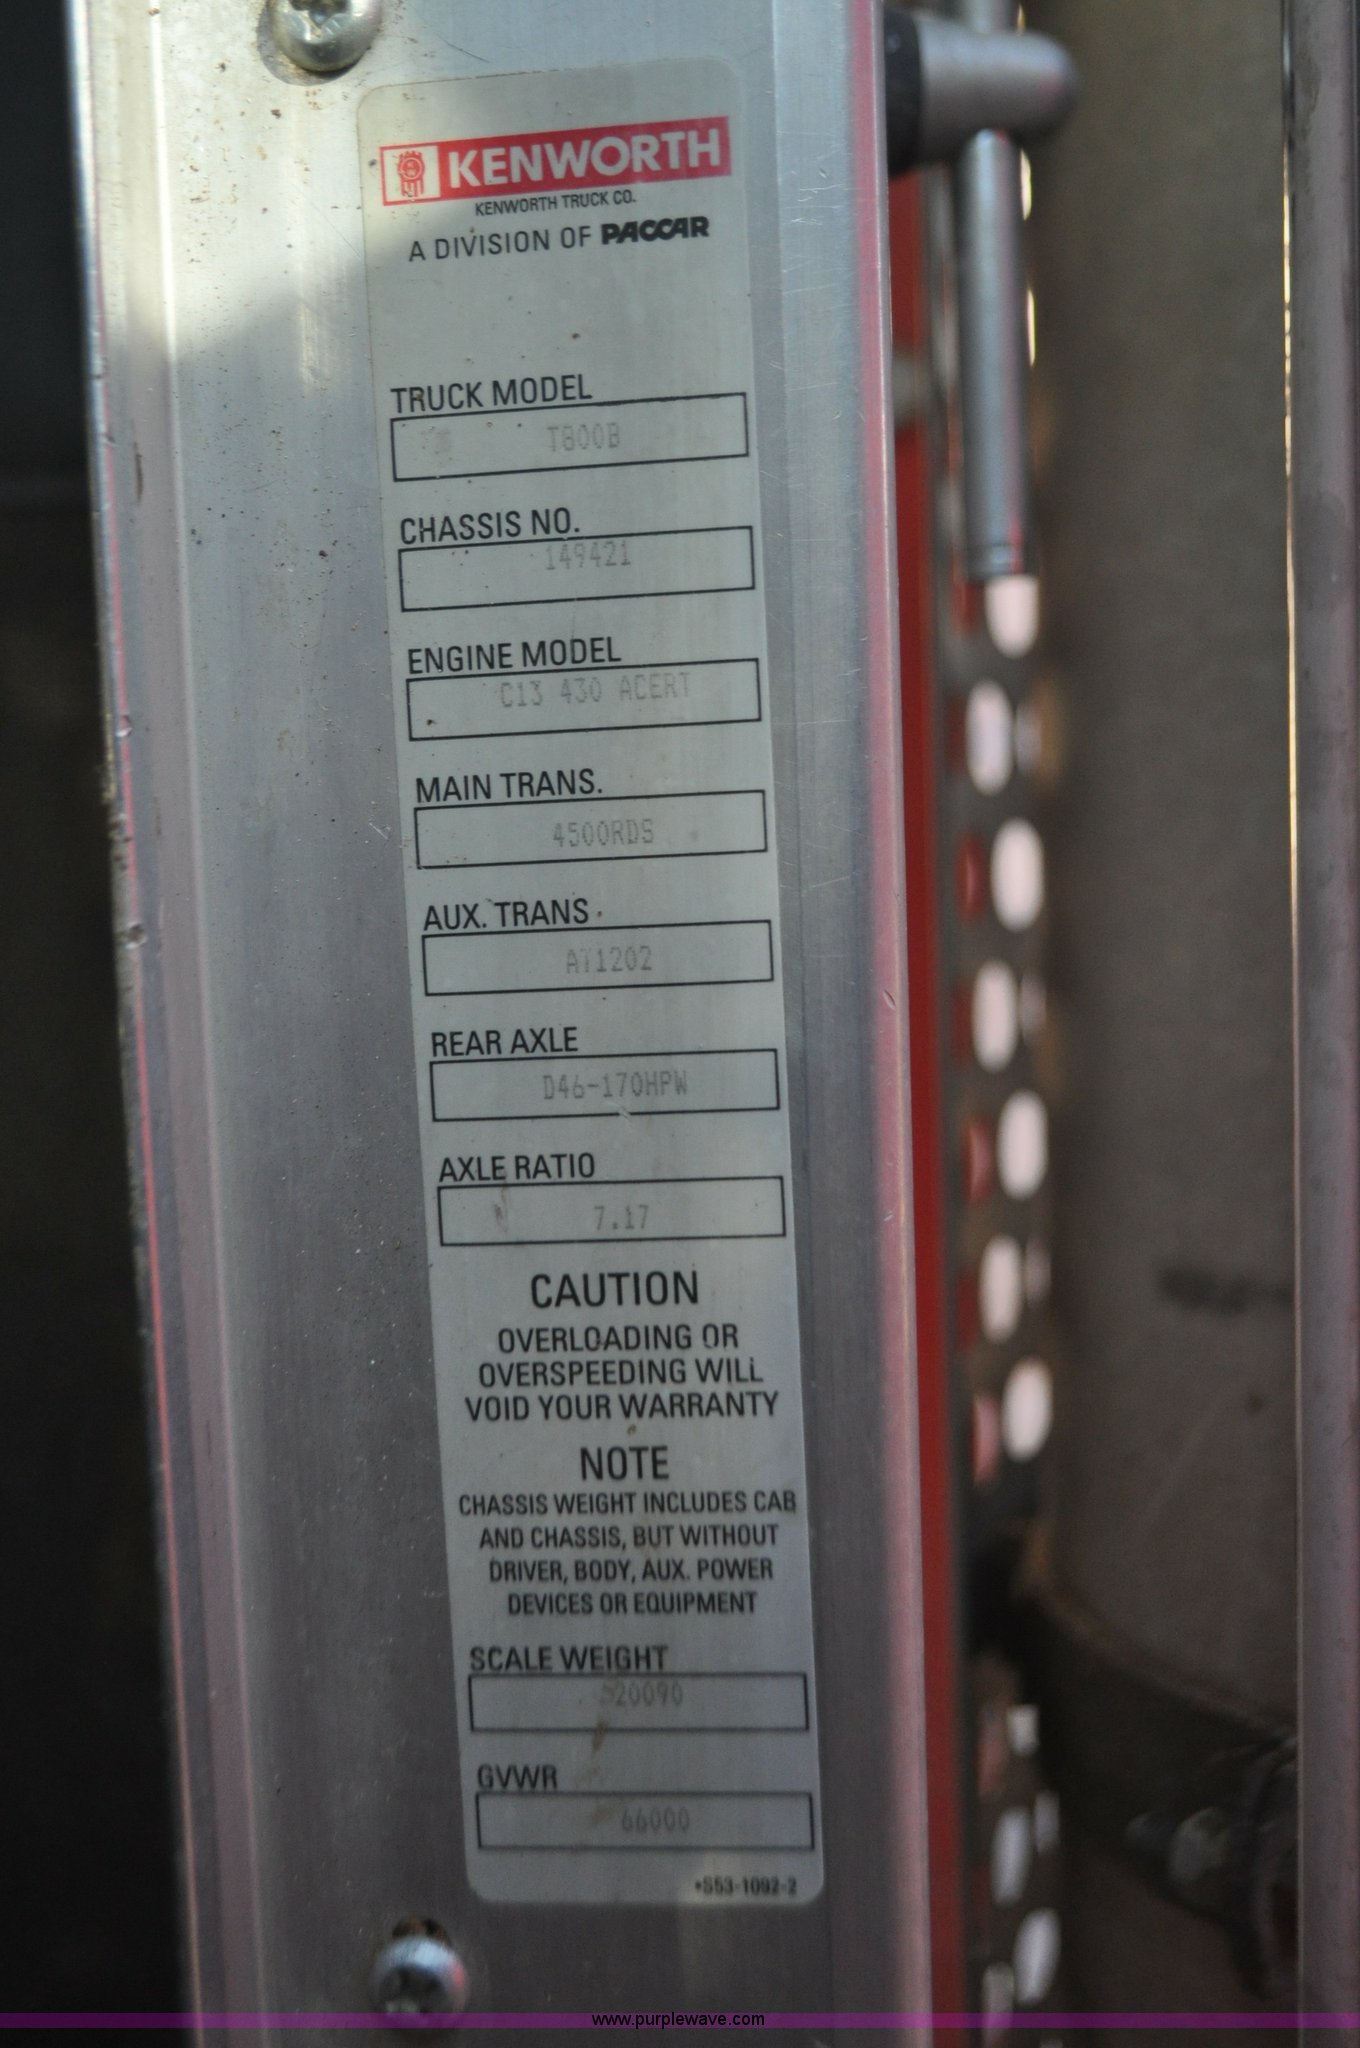 KENWORTH
KENWORTH TRUCK CO.
A DIVISION OF PACCAR
TRUCK MODEL
T800B
CHASSIS NO.
149421
ENGINE MODEL
C13 430 ACERT
MAIN TRANS.
4500RDS
AUX. TRANS.
AT1202
REAR AXLE
D46-170HPW
AXLE RATIO
7.17
CAUTION
OVERLOADING OR
OVERSPEEDING WILL
VOID YOUR WARRANTY
NOTE
CHASSIS WEIGHT INCLUDES CAB
AND CHASSIS, BUT WITHOUT
DRIVER, BODY, AUX. POWER
DEVICES OR EQUIPMENT
SCALE WEIGHT
20090
GVWR
66000
•S53-1092-2
www.purplewave.com